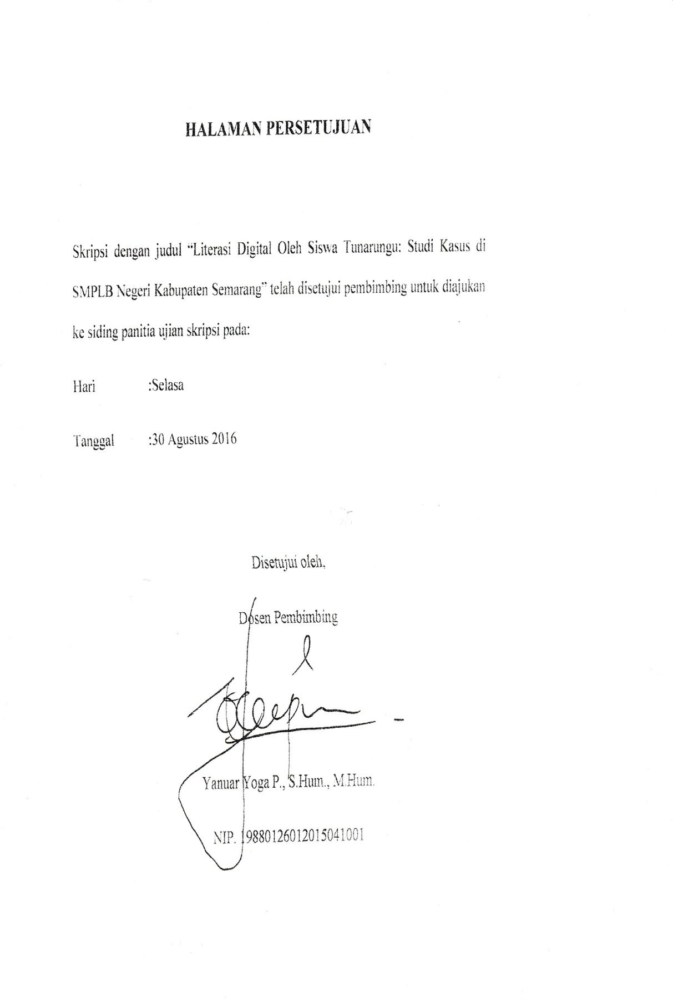 HALAMAN PERSETUJUAN
Skripsi dengan judul “Literasi Digital Oleh Siswa Tunarungu: Studi Kasus di
SMPLB Negeri Kabupaten Semarang” telah disetujui pembimbing untuk diajukan
ke siding panitia ujian skripsi pada:
Hari :Selasa
Tanggal :30 Agustus 2016
Disetujui oleh,
Dosen Pembimbing
Yanuar Yoga P., S.Hum., M.Hum.
NIP. 19880126012015041001